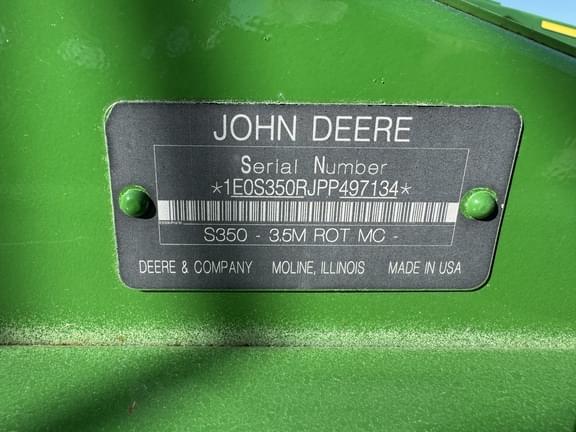 JOHN DEERE
Serial Number
*1E0S350RJPP497134*
S350 - 3.5M ROT MC -
DEERE & COMPANY MOLINE, ILLINOIS MADE IN USA